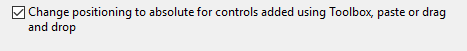 Change positioning to absolute for controls added using Toolbox, paste or drag
and drop